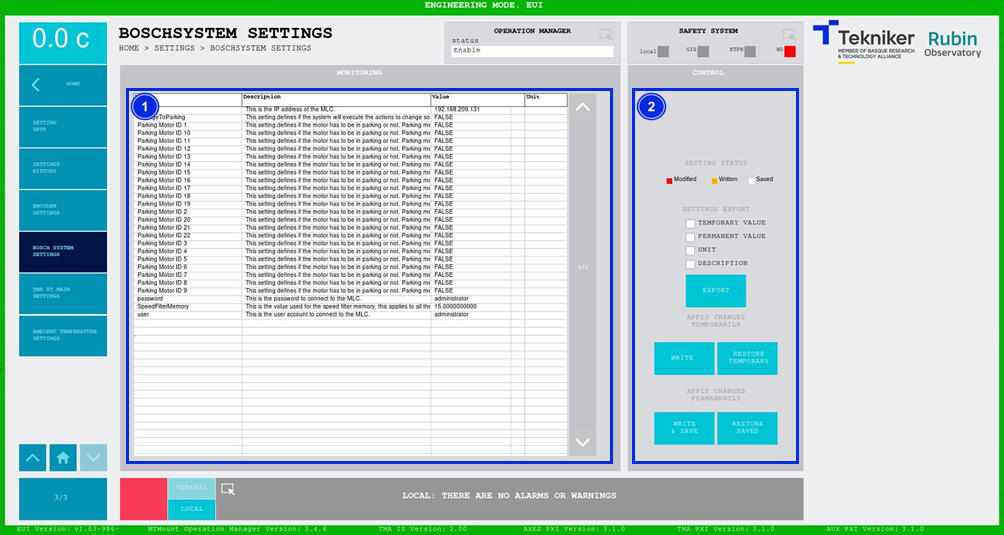 ENGINEERING MODE. EUI
0.0 c
BOSCHSYSTEM SETTINGS
HOME > SETTINGS > BOSCHSYSTEM SETTINGS
OPERATION MANAGER
status
Enable
SAFETY SYSTEM
local GIS ETPB WD
Tekniker
MEMBER OF BASQUE RESEARCH
& TECHNOLOGY ALLIANCE
Rubin
Observatory
HOME
SETTING
SETS
SETTINGS
HISTORY
ENCODER
SETTINGS
BOSCH SYSTEM
SETTINGS
TMA RT MAIN
SETTINGS
AMBIENT TEMPERATURE
SETTINGS
3/3
MONITORING
1
Description Value Unit
This is the IP address of the MLC. 192.168.209.131
geToParking This setting defines if the system will execute the actions to change so FALSE
Parking Motor ID 1 This setting defines if the motor has to be in parking or not. Parking me FALSE
Parking Motor ID 10 This setting defines if the motor has to be in parking or not. Parking me FALSE
Parking Motor ID 11 This setting defines if the motor has to be in parking or not. Parking me FALSE
Parking Motor ID 12 This setting defines if the motor has to be in parking or not. Parking me FALSE
Parking Motor ID 13 This setting defines if the motor has to be in parking or not. Parking me FALSE
Parking Motor ID 14 This setting defines if the motor has to be in parking or not. Parking me FALSE
Parking Motor ID 15 This setting defines if the motor has to be in parking or not. Parking me FALSE
Parking Motor ID 16 This setting defines if the motor has to be in parking or not. Parking me FALSE
Parking Motor ID 17 This setting defines if the motor has to be in parking or not. Parking me FALSE
Parking Motor ID 18 This setting defines if the motor has to be in parking or not. Parking me FALSE
Parking Motor ID 19 This setting defines if the motor has to be in parking or not. Parking me FALSE
Parking Motor ID 2 This setting defines if the motor has to be in parking or not. Parking me FALSE
Parking Motor ID 20 This setting defines if the motor has to be in parking or not. Parking me FALSE
Parking Motor ID 21 This setting defines if the motor has to be in parking or not. Parking me FALSE
Parking Motor ID 22 This setting defines if the motor has to be in parking or not. Parking me FALSE
Parking Motor ID 3 This setting defines if the motor has to be in parking or not. Parking me FALSE
Parking Motor ID 4 This setting defines if the motor has to be in parking or not. Parking me FALSE
Parking Motor ID 5 This setting defines if the motor has to be in parking or not. Parking me FALSE
Parking Motor ID 6 This setting defines if the motor has to be in parking or not. Parking me FALSE
Parking Motor ID 7 This setting defines if the motor has to be in parking or not. Parking me FALSE
Parking Motor ID 8 This setting defines if the motor has to be in parking or not. Parking me FALSE
Parking Motor ID 9 This setting defines if the motor has to be in parking or not. Parking me FALSE
password This is the password to connect to the MLC. administrator
SpeedFilterMemory This is the value used for the speed filter memory, this applies to all the 15.0000000000
user This is the user account to connect to the MLC. administrator
1/1
CONTROL
2
SETTING STATUS
Modified Written Saved
SETTINGS EXPORT
TEMPORARY VALUE
PERMANENT VALUE
UNIT
DESCRIPTION
EXPORT
APPLY CHANGES
TEMPORARILY
WRITE
RESTORE
TEMPORARY
APPLY CHANGES
PERMANENTLY
WRITE
& SAVE
RESTORE
SAVED
GENERAL
LOCAL
LOCAL: THERE ARE NO ALARMS OR WARNINGS
EUI Version: v1.03-986- MTMount Operation Manager Version: 3.4.6 TMA IS Version: 3.00 AXES PXI Version: 3.1.0 TMA PXI Version: 3.1.0 AUX PXI Version: 3.1.0